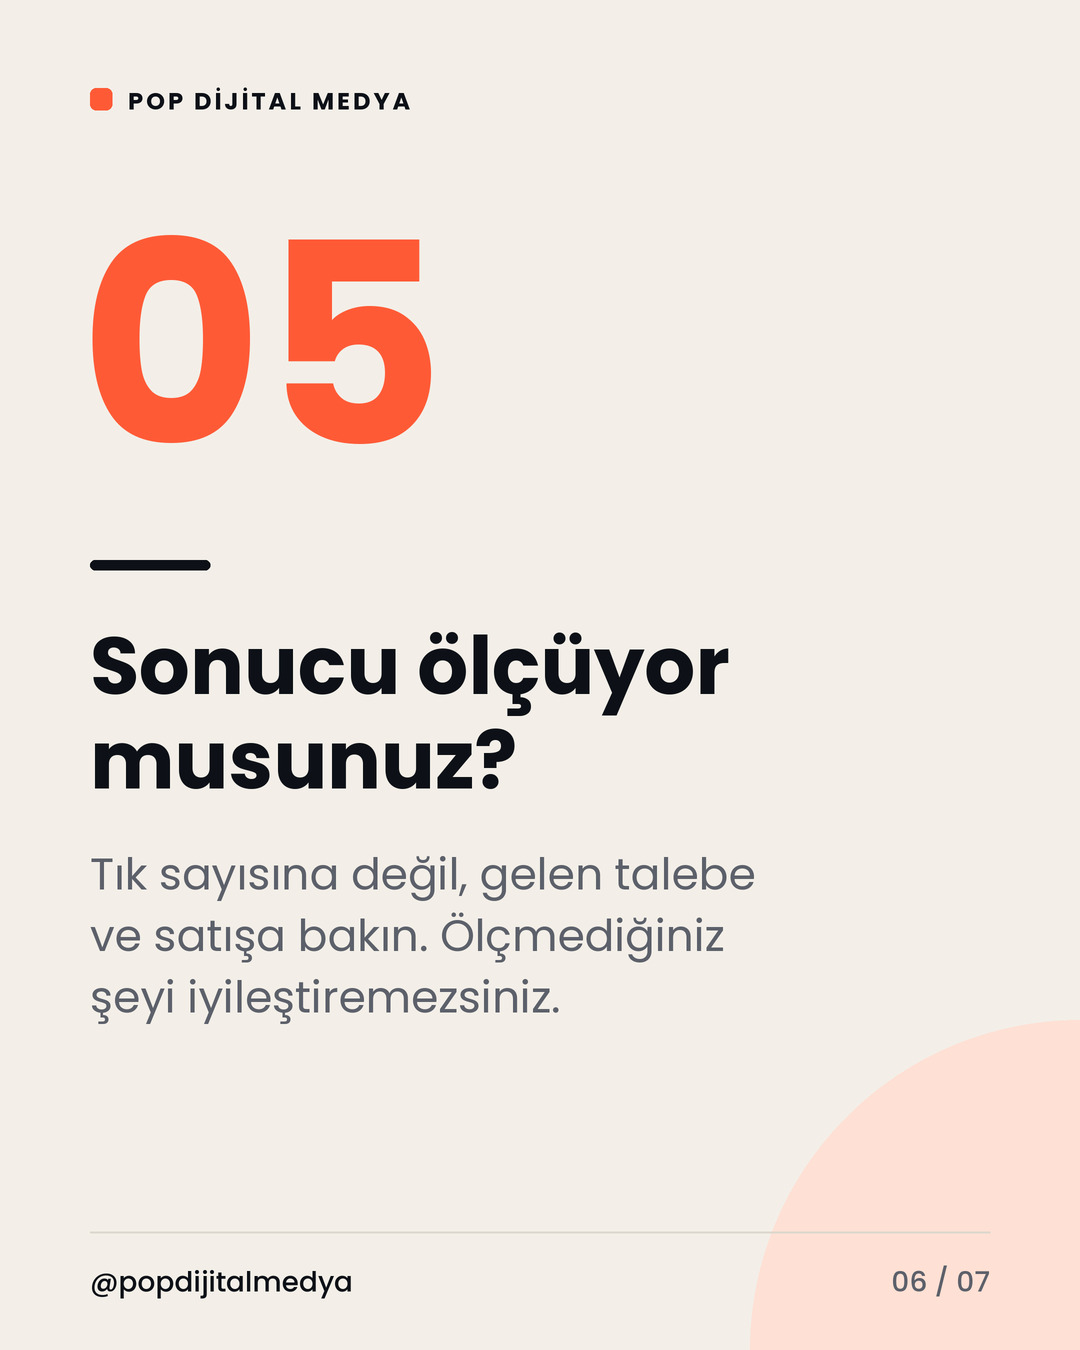 POP DİJİTAL MEDYA
05
Sonucu ölçüyor
musunuz?
Tık sayısına değil, gelen talebe
ve satışa bakın. Ölçmediğiniz
şeyi iyileştiremezsiniz.
@popdijitalmedya
06 / 07